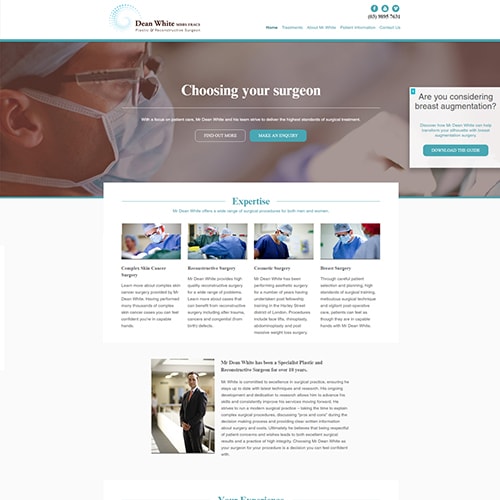 Dean White MBBS FRACS
Plastic & Reconstructive Surgeon
(03) 9895 7631
Home Treatments About Mr White Patient Information Contact Us
Choosing your surgeon
With a focus on patient care, Mr Dean White and his team strive to deliver the highest standards of surgical treatment.
FIND OUT MORE
MAKE AN ENQUIRY
Are you considering
breast augmentation?
Discover how Mr Dean White can help
transform your silhouette with breast
augmentation surgery
DOWNLOAD THE GUIDE
Expertise
Mr Dean White offers a wide range of surgical procedures for both men and women.
Complex Skin Cancer
Surgery
Learn more about complex skin
cancer surgery provided by Mr
Dean White. Having performed
many thousands of complex
skin cancer cases you can feel
confident you're in capable
hands.
Reconstructive Surgery
Mr Dean White provides high
quality reconstructive surgery
for a wide range of problems.
Learn more about cases that
can benefit from reconstructive
surgery including after trauma,
cancers and congenital (from
birth) defects.
Cosmetic Surgery
Mr Dean White has been
performing aesthetic surgery
for a number of years having
undertaken post fellowship
training in the Harley Street
district of London. Procedures
include face lifts, rhinoplasty,
abdominoplasty and post
massive weight loss surgery.
Breast Surgery
Through careful patient
selection and planning, high
standards of surgical training,
meticulous surgical technique
and vigilant post-operative
care, patients can feel as
though they are in capable
hands with Mr Dean White.
Mr Dean White has been a Specialist Plastic and
Reconstructive Surgeon for over 10 years.
Mr White is committed to excellence in surgical practice, ensuring he
stays up to date with latest techniques and research. His ongoing
development and dedication to research allows him to advance his
skills and consistently improve his services moving forward. He
strives to run a modern surgical practice – taking the time to explain
complex surgical procedures, discussing "pros and cons" during the
decision making process and providing clear written information
about surgery and costs. Ultimately he believes that being respectful
of patient concerns and wishes leads to both excellent surgical
results and a practice of high integrity. Choosing Mr Dean White as
your surgeon for your procedure is a decision you can feel confident
with.
Your Experience